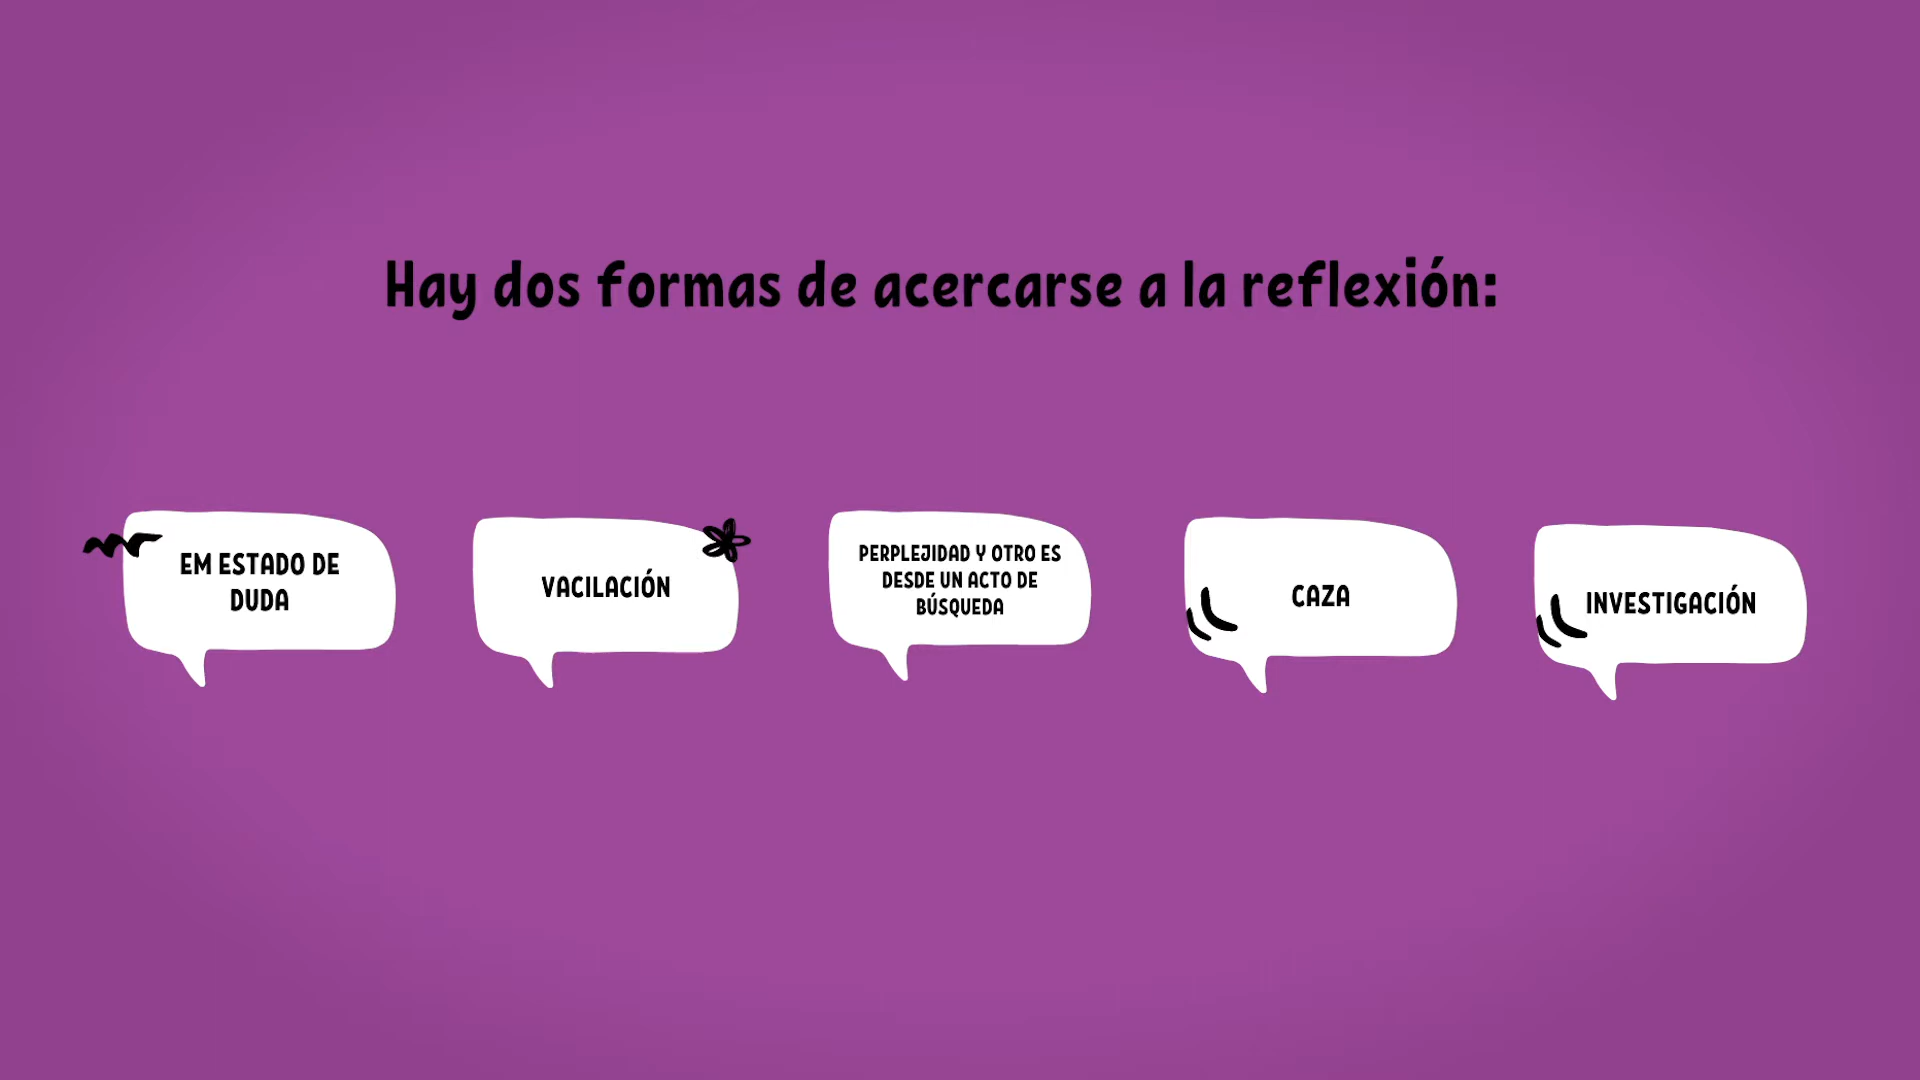 Hay dos formas de acercarse a la reflexión:
EM ESTADO DE
DUDA
VACILACIÓN
PERPLEJIDAD Y OTRO ES
DESDE UN ACTO DE
BÚSQUEDA
CAZA
INVESTIGACIÓN